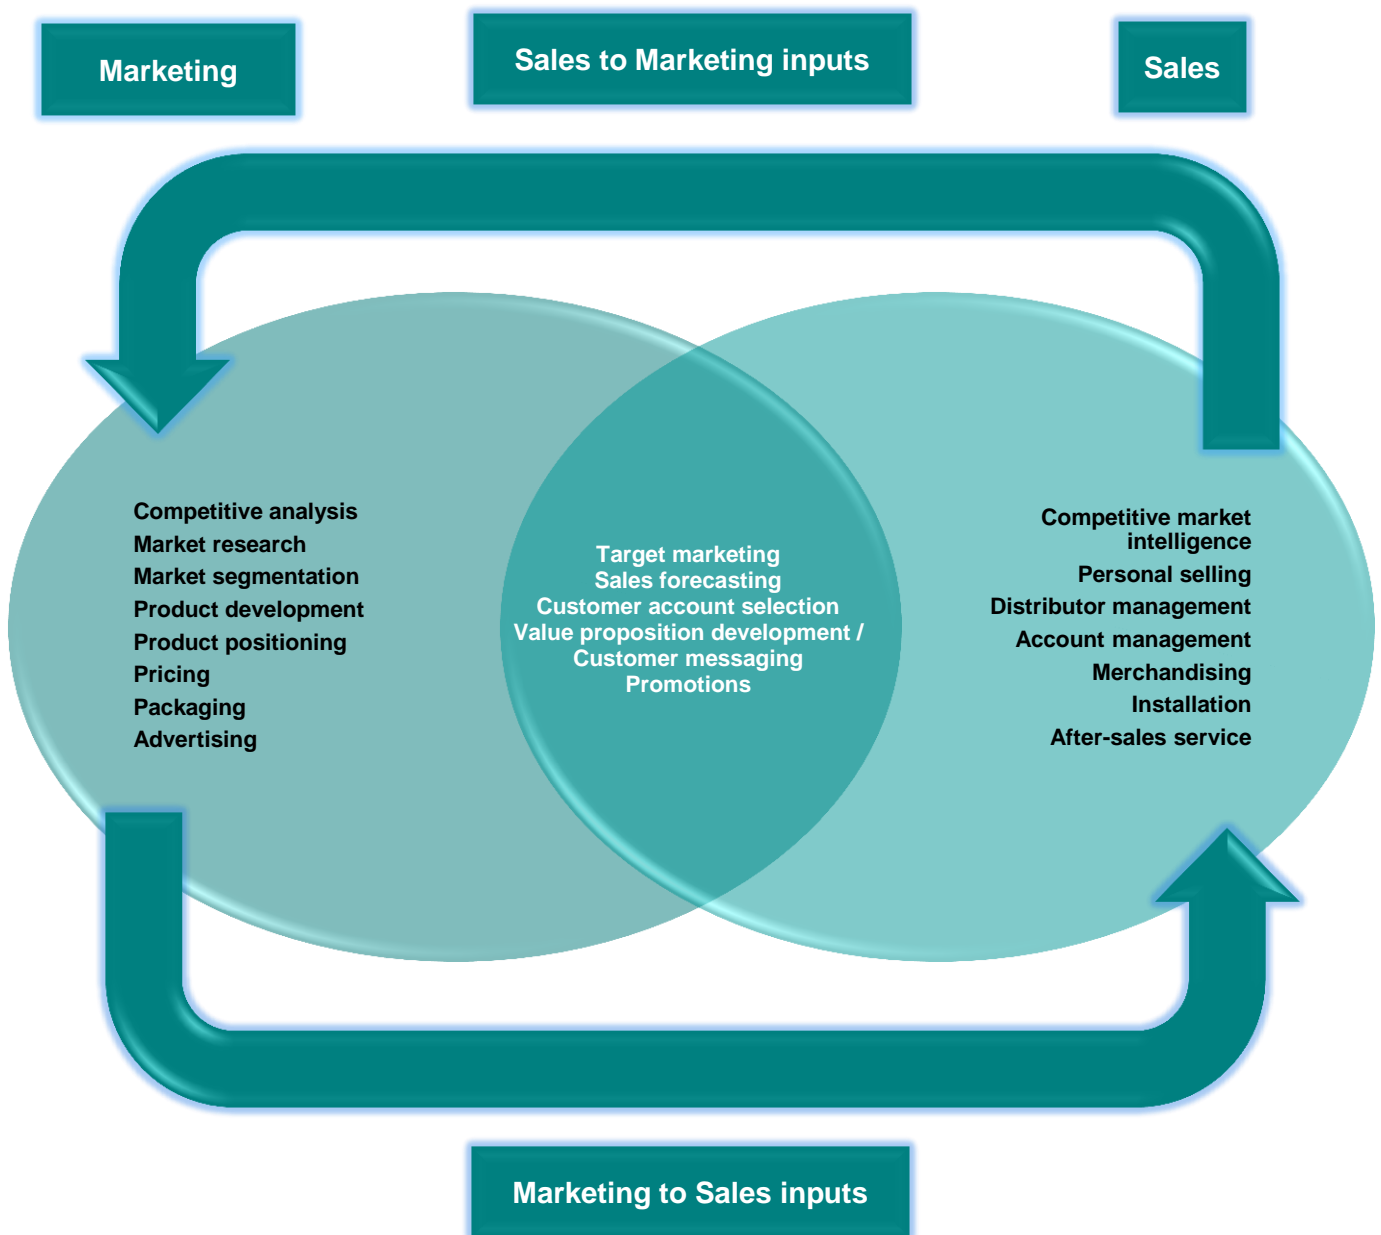 Marketing
Sales to Marketing inputs
Sales
Competitive analysis
Market research
Market segmentation
Product development
Product positioning
Pricing
Packaging
Advertising
Target marketing
Sales forecasting
Customer account selection
Value proposition development /
Customer messaging
Promotions
Competitive market
intelligence
Personal selling
Distributor management
Account management
Merchandising
Installation
After-sales service
Marketing to Sales inputs